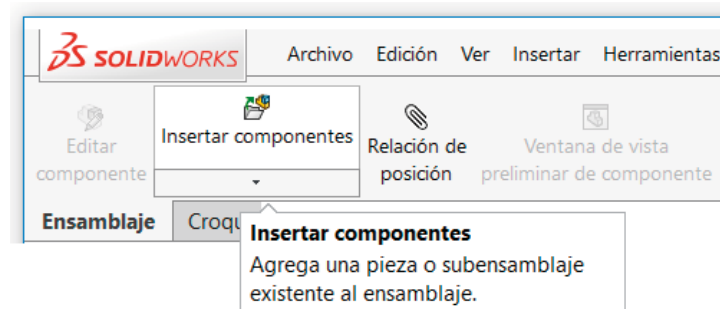 SOLIDWORKS
Archivo Edición Ver Insertar Herramientas
Editar componente
Insertar componentes
Relación de posición
Ventana de vista preliminar de componente
Ensamblaje
Insertar componentes
Agrega una pieza o subensamblaje
existente al ensamblaje.